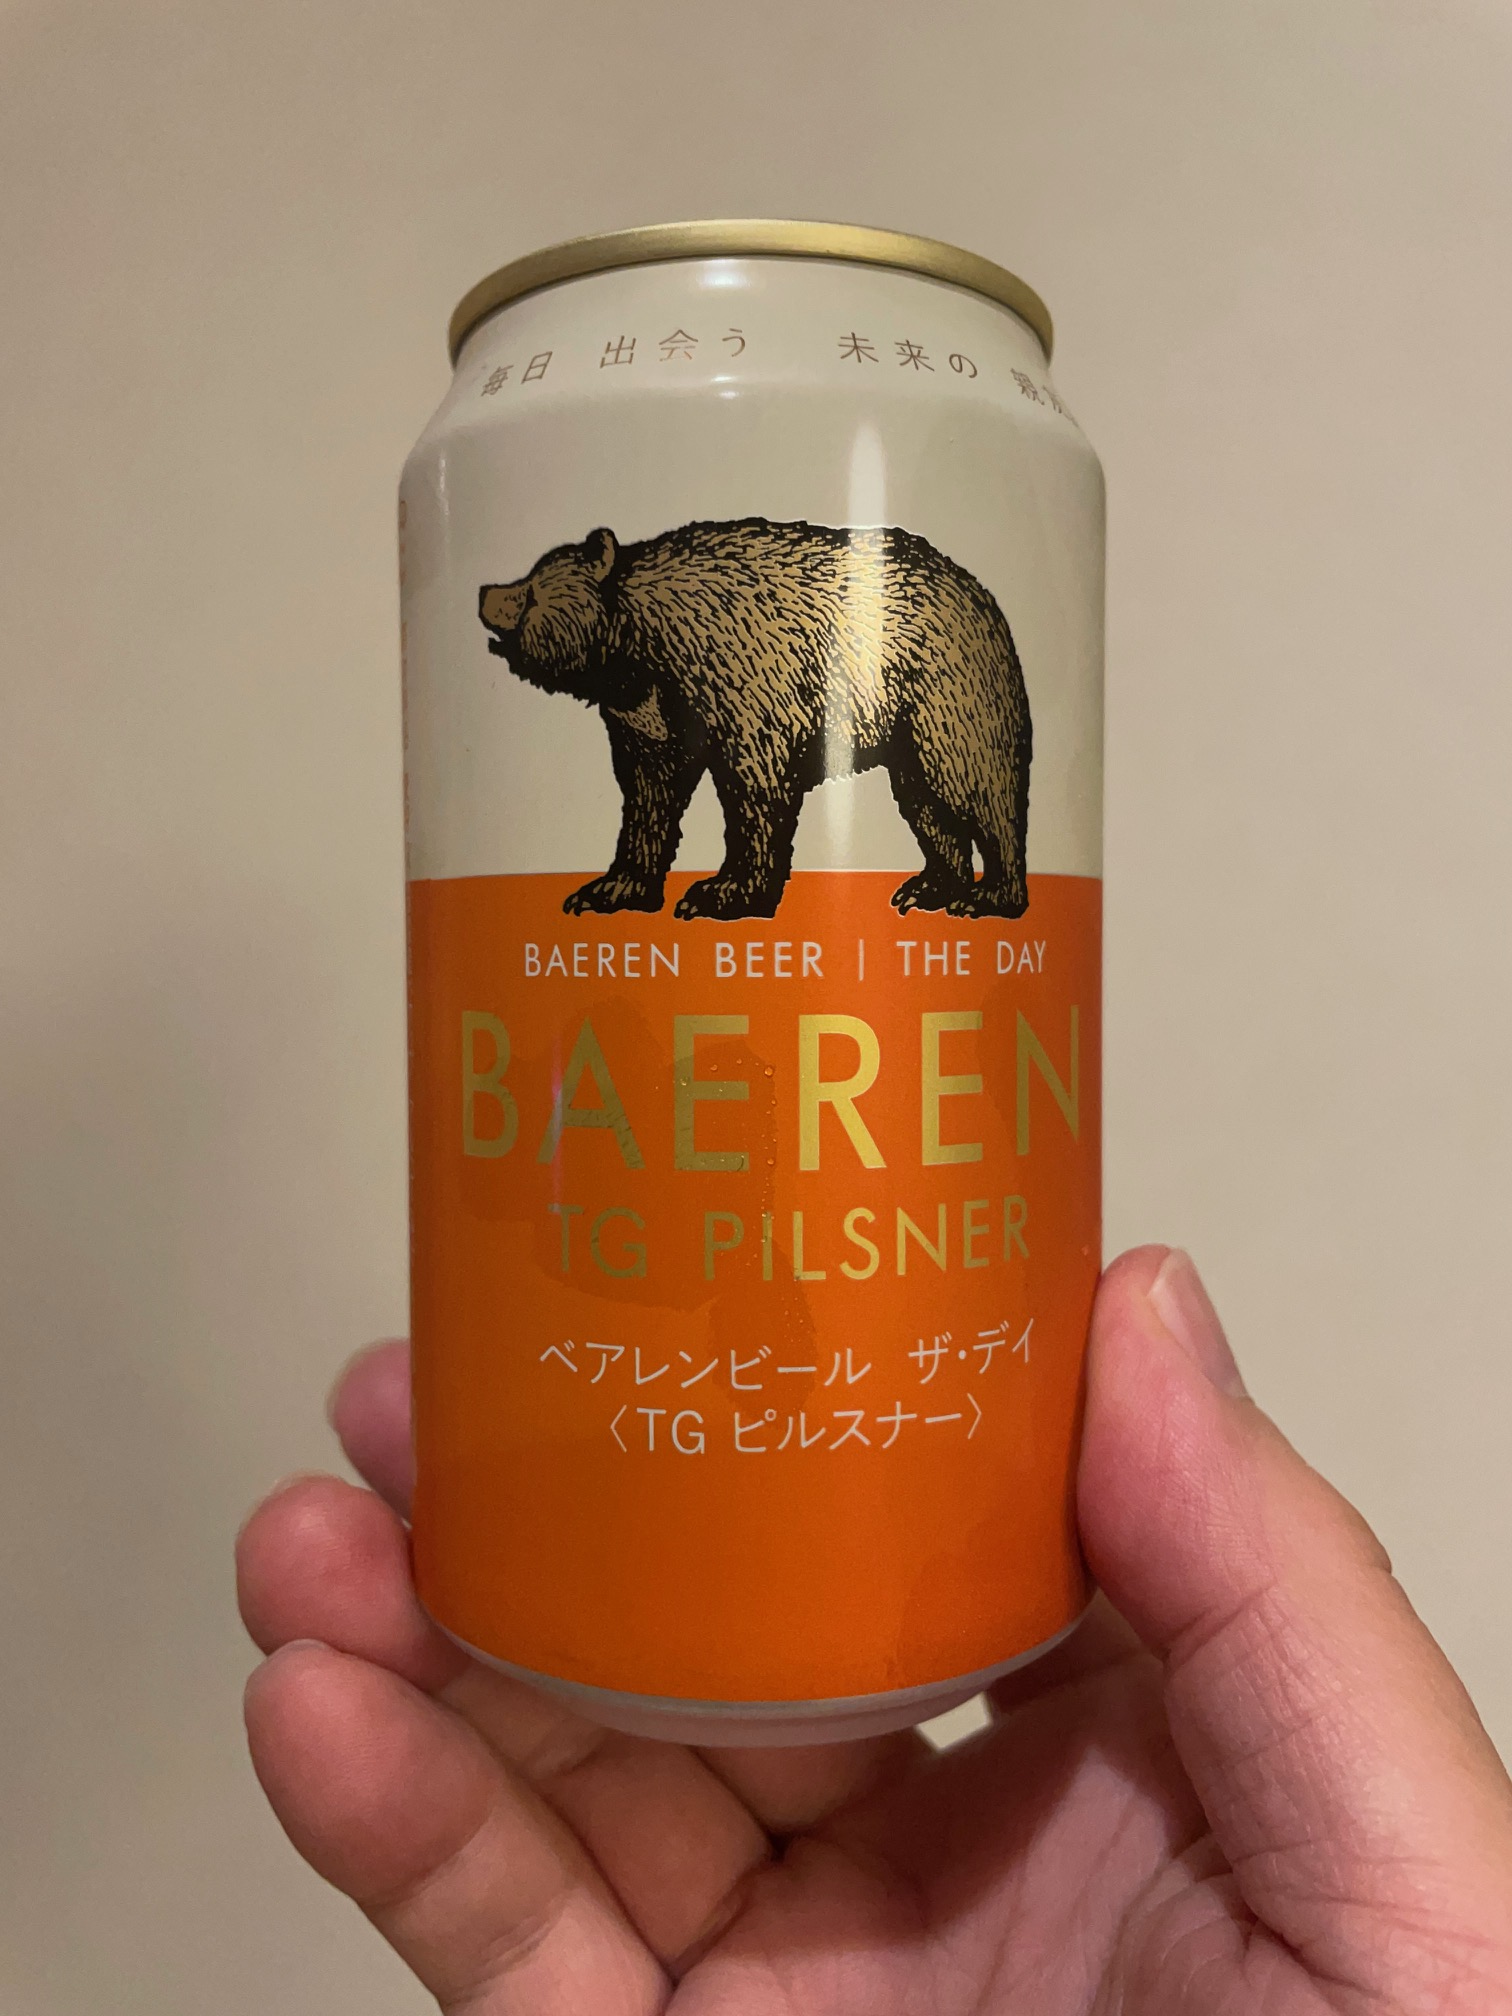 毎日 出会う 未来の
BAEREN BEER | THE DAY
BAEREN
TG PILSNER
ベアレンビール ザ・デイ
〈TG ピルスナー〉